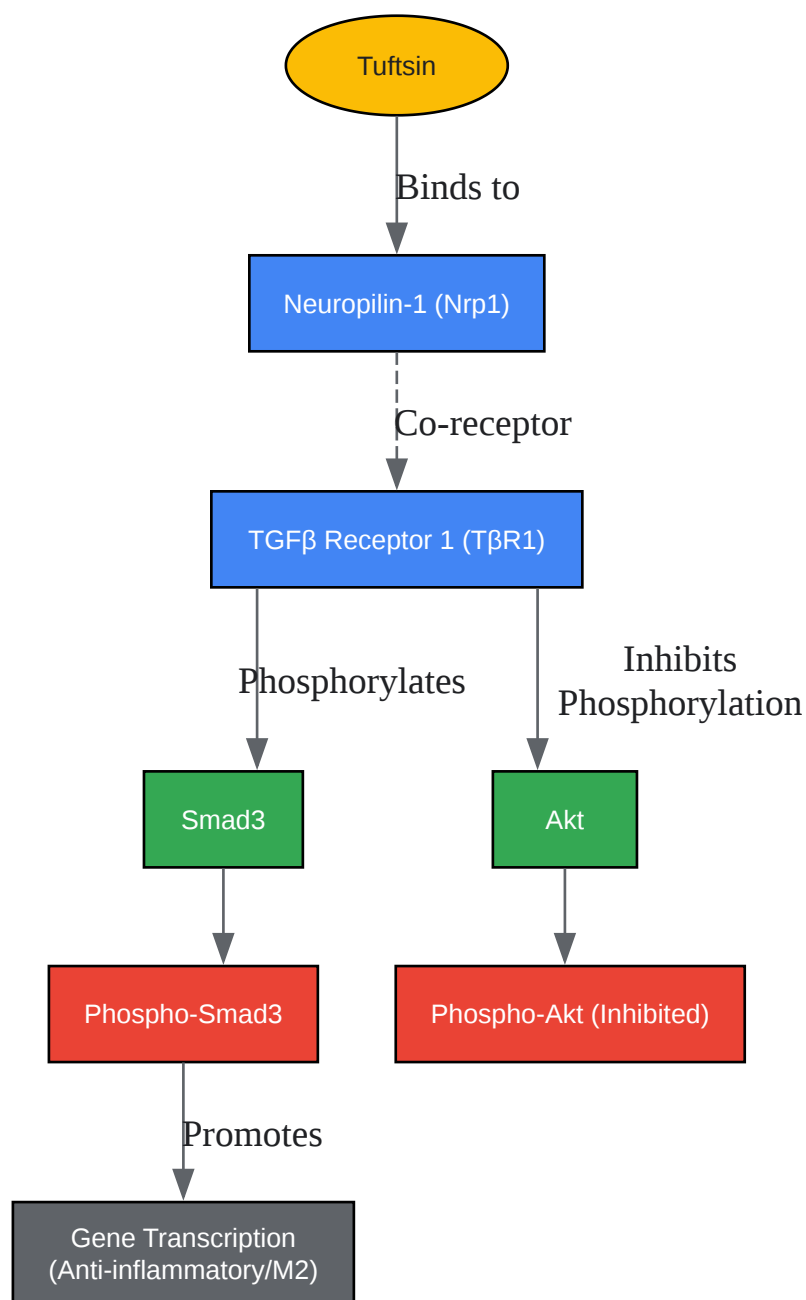 Tuftsin
Binds to
Neuropilin-1 (Nrp1)
Co-receptor
TGFβ Receptor 1 (TβR1)
Phosphorylates
Inhibits
Phosphorylation
Smad3
Akt
Phospho-Smad3
Phospho-Akt (Inhibited)
Promotes
Gene Transcription
(Anti-inflammatory/M2)